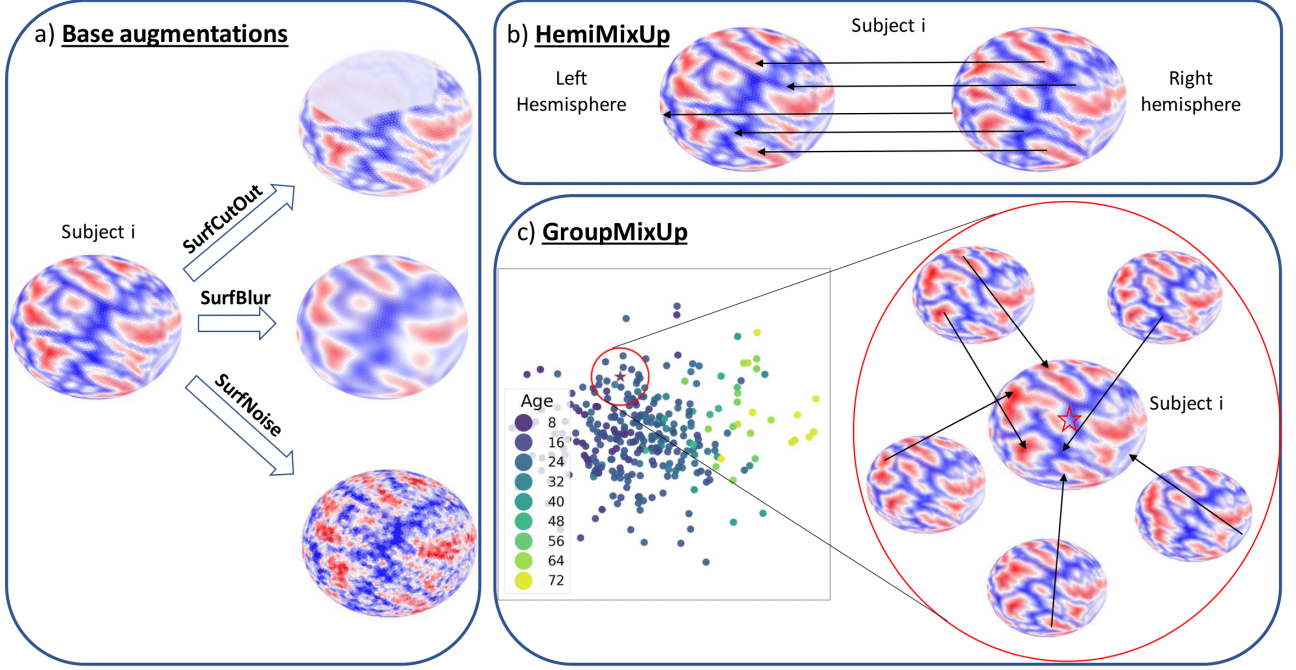 a) Base augmentations
Subject i
SurfCutOut
SurfBlur
SurfNoise
b) HemiMixUp
Subject i
Left
Hesmisphere
Right
hemisphere
c) GroupMixUp
Age
8
16
24
32
40
48
56
64
72
Subject i